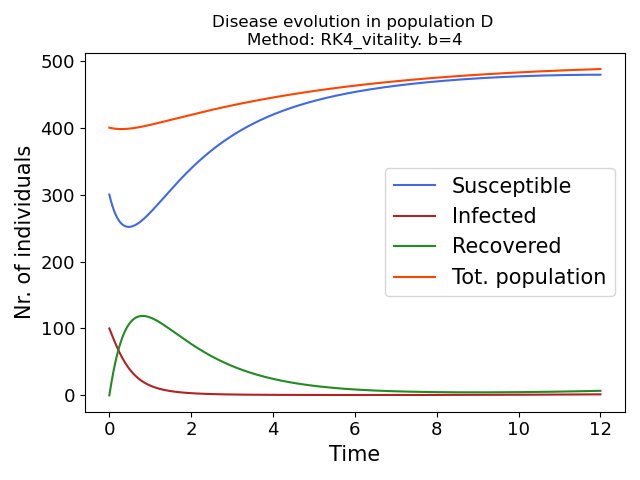 Disease evolution in population D
Method: RK4_vitality. b=4
Nr. of individuals
500
400
300
200
100
0
Susceptible
Infected
Recovered
Tot. population
0 2 4 6 8 10 12
Time